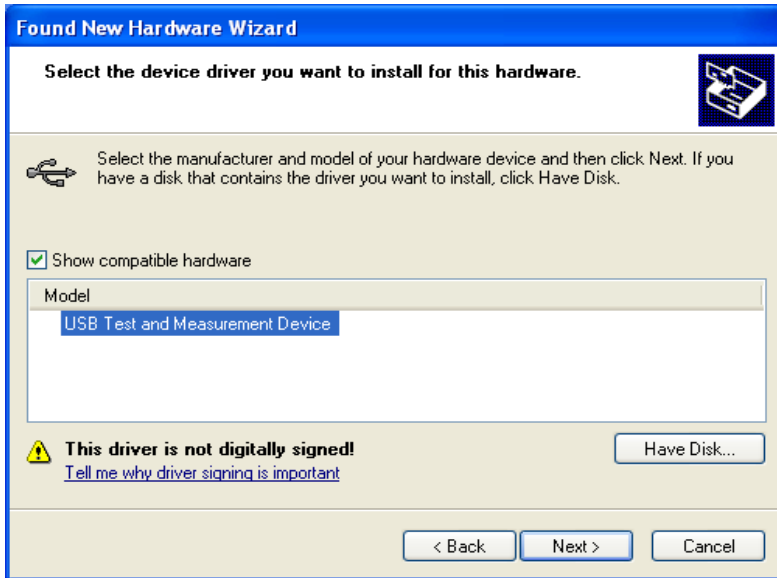 Found New Hardware Wizard
Select the device driver you want to install for this hardware.
Select the manufacturer and model of your hardware device and then click Next. If you
have a disk that contains the driver you want to install, click Have Disk.
Show compatible hardware
Model
USB Test and Measurement Device
This driver is not digitally signed!
Have Disk...
Tell me why driver signing is important
< Back
Next >
Cancel